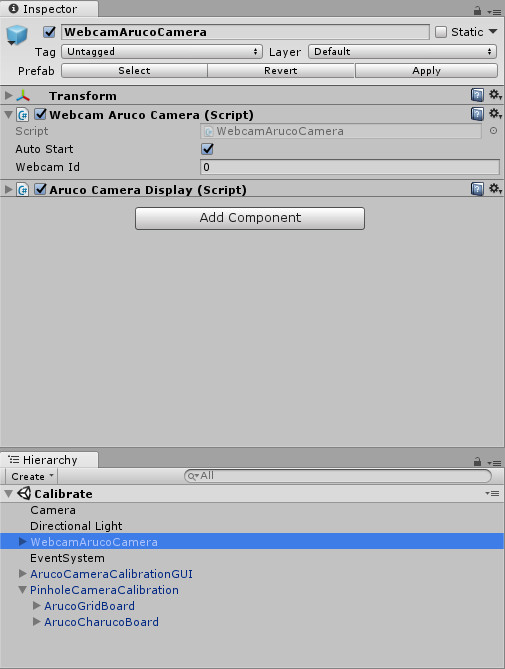 Inspector
WebcamArucoCamera Static
Tag Untagged Layer Default
Prefab Select Revert Apply
Transform
Webcam Aruco Camera (Script)
Script WebcamArucoCamera
Auto Start
Webcam Id 0
Aruco Camera Display (Script)
Add Component
Hierarchy
Create All
Calibrate
Camera
Directional Light
WebcamArucoCamera
EventSystem
ArucoCameraCalibrationGUI
PinholeCameraCalibration
ArucoGridBoard
ArucoCharucoBoard